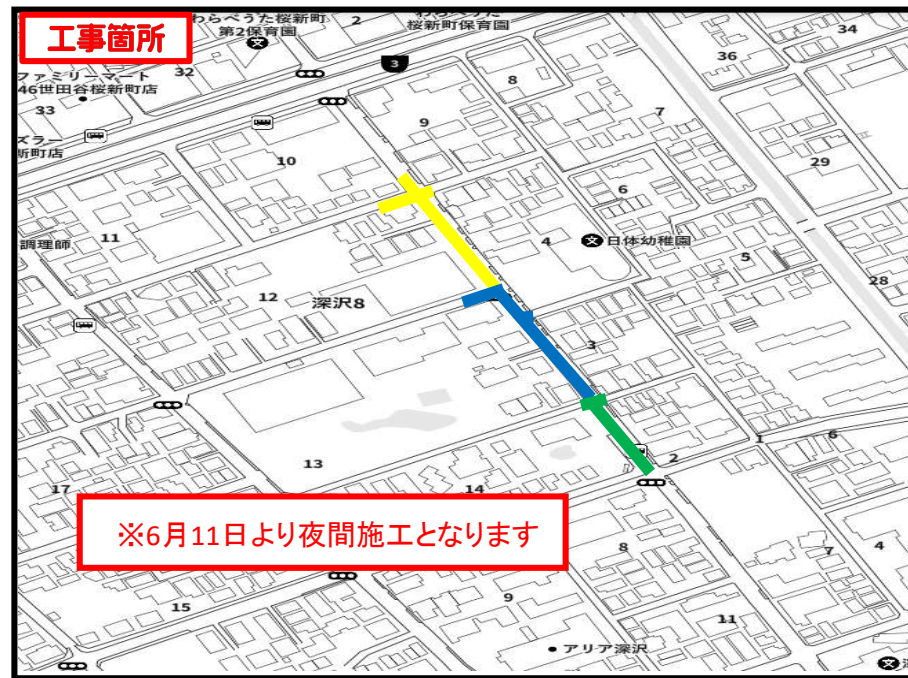 工事箇所
わらべうた桜新町
第2保育園
2
桜新町保育園
34
36
3
ファミリーマート
46世田谷桜新町店
32
33
8
7
9
ズラー
新町店
10
29
6
11
調理師
4
日体幼稚園
5
28
12
深沢8
3
13
2
1
6
17
14
※6月11日より夜間施工となります
8
7
4
15
9
11
アリア深沢